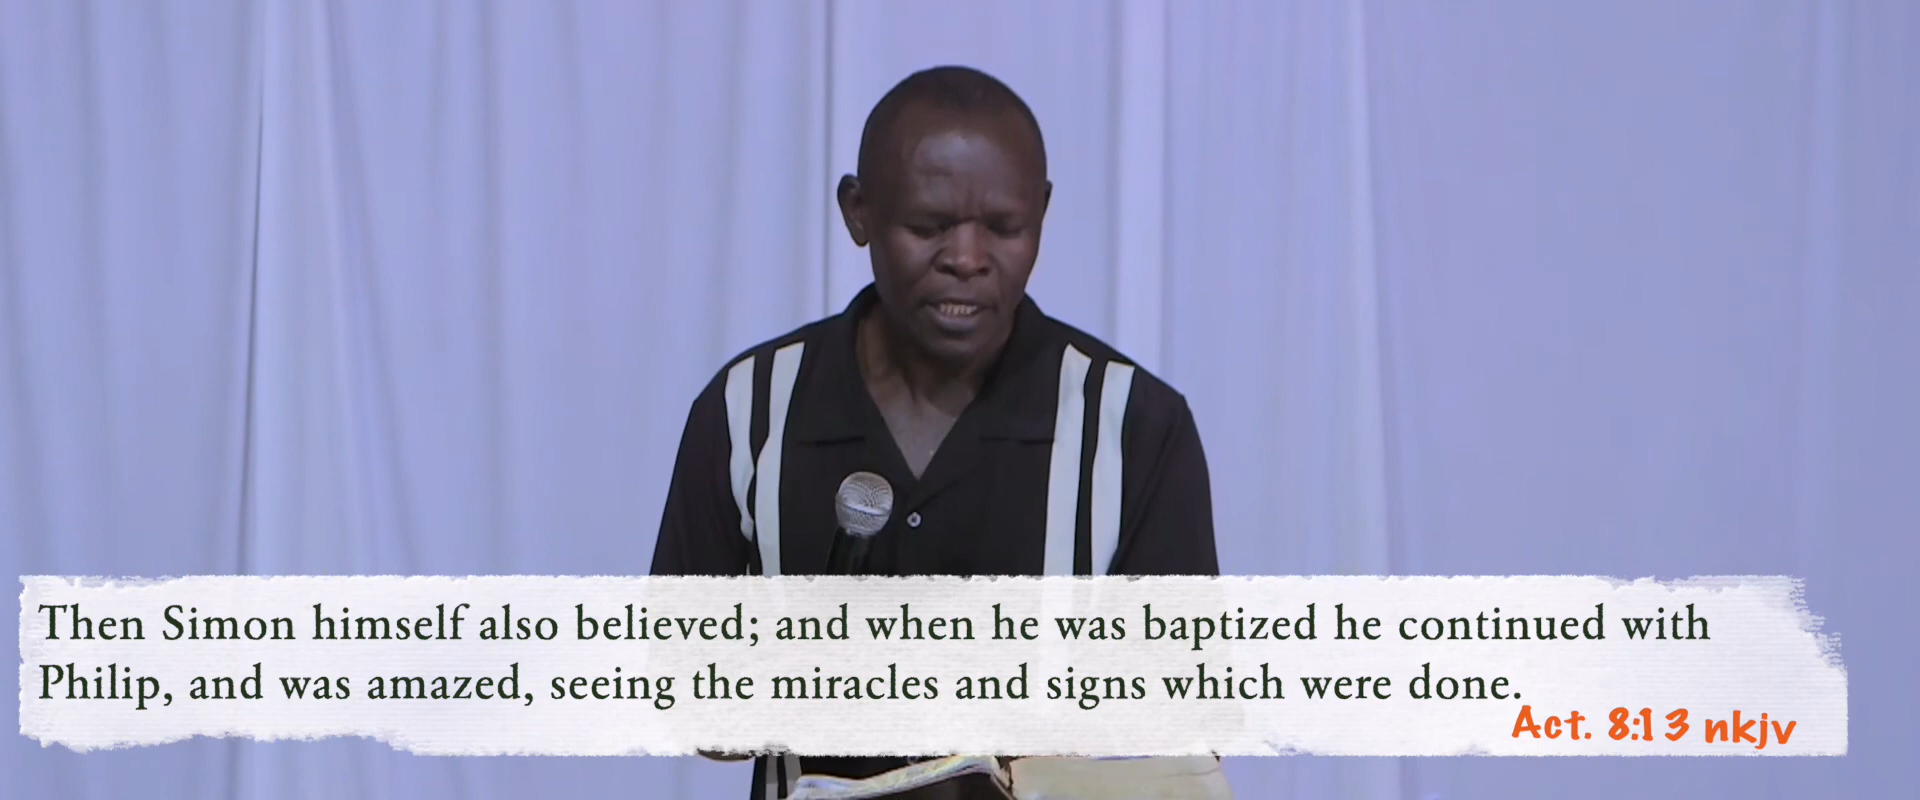 Then Simon himself also believed; and when he was baptized he continued with
Philip, and was amazed, seeing the miracles and signs which were done.
Act. 8:13 nkjv